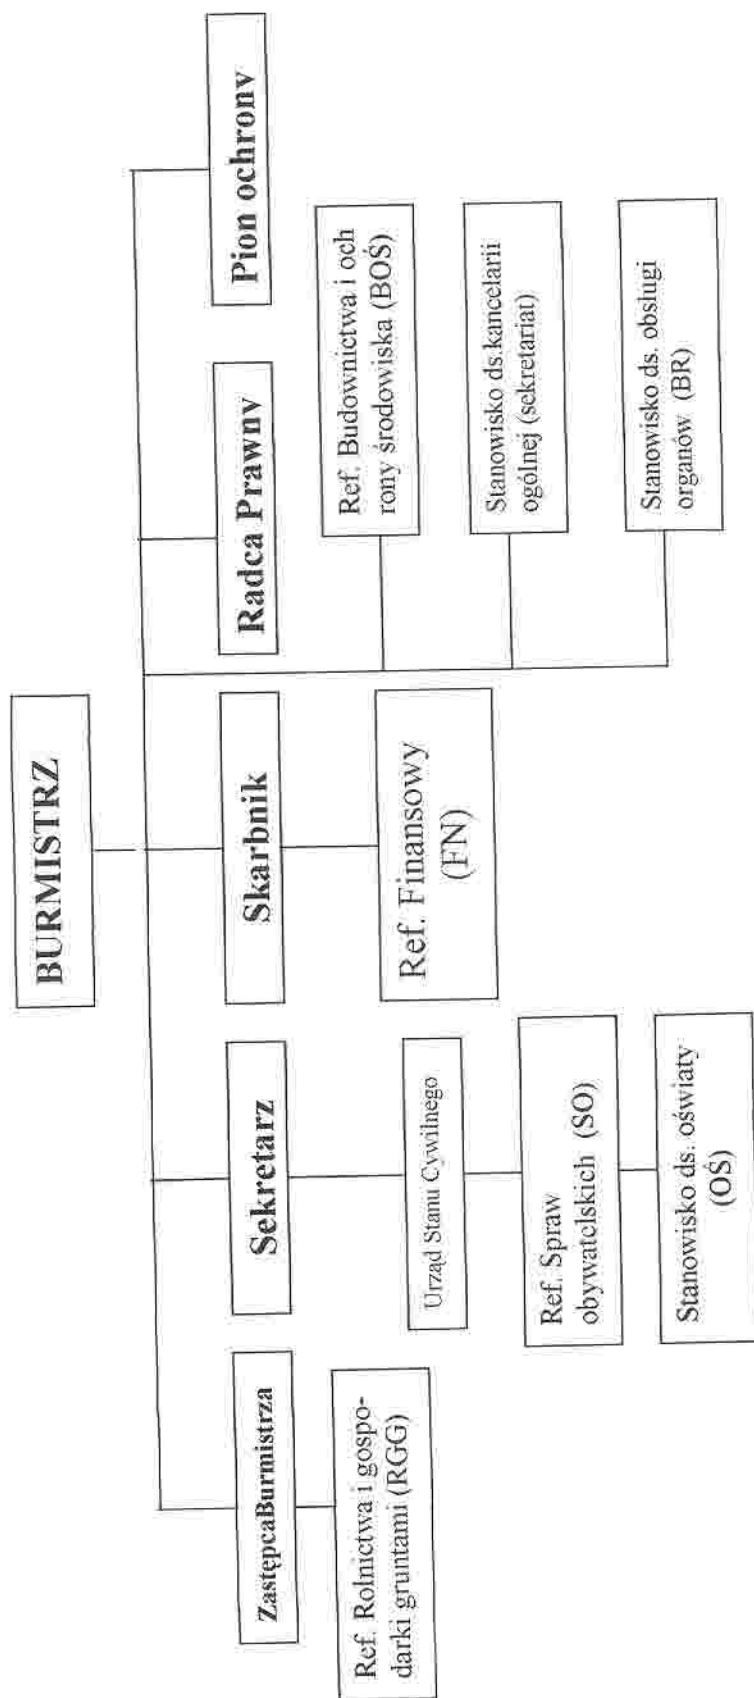 BURMISTRZ
ZastępcaBurmistrza
Sekretarz
Skarbnik
Radca Prawny
Pion ochrony
Ref. Rolnictwa i gospo-
darki gruntami (RGG)
Urząd Stanu Cywilnego
Ref. Spraw
obywatelskich (SO)
Stanowisko ds. oświaty
(OŚ)
Ref. Finansowy
(FN)
Ref. Budownictwa i och
rony środowiska (BOŚ)
Stanowisko ds.kancelarii
ogólnej (sekretariat)
Stanowisko ds. obsługi
organów (BR)